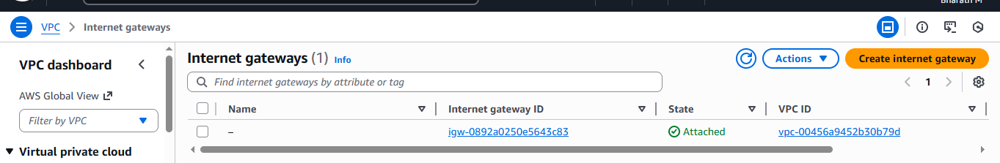 Bharath M
VPC > Internet gateways
VPC dashboard
AWS Global View
Filter by VPC
Virtual private cloud
Internet gateways (1) Info
Actions
Create internet gateway
Find internet gateways by attribute or tag
1
Name Internet gateway ID State VPC ID
– igw-0892a0250e5643c83 Attached vpc-00456a9452b30b79d